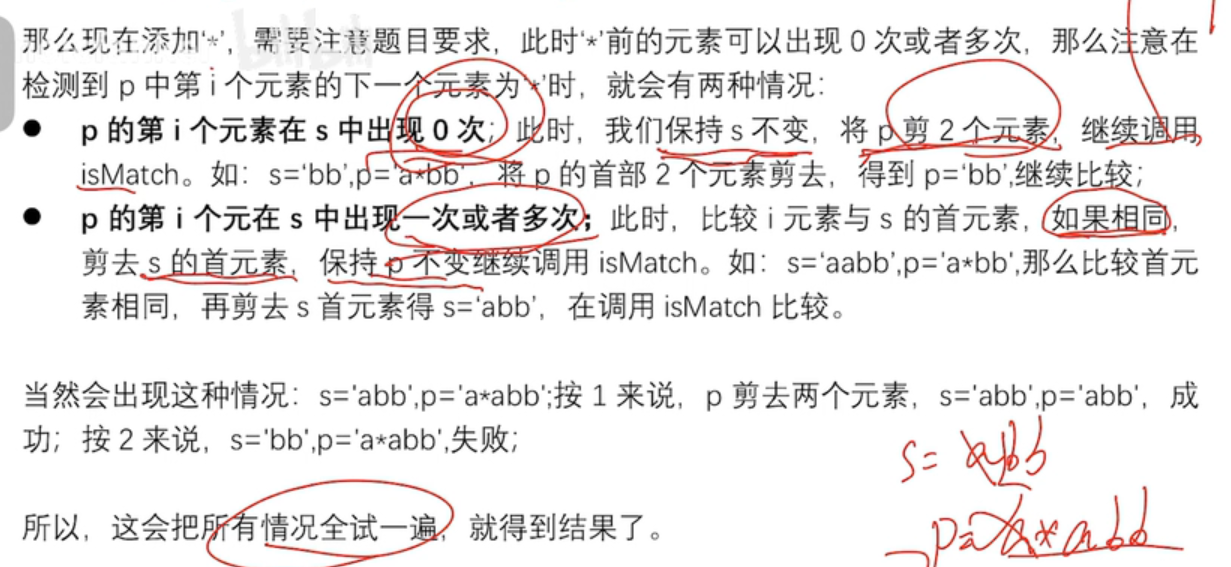 那么现在添加‘*’，需要注意题目要求，此时‘*’前的元素可以出现 0 次或者多次，那么注意在
检测到 p 中第 i 个元素的下一个元素为‘*’时，就会有两种情况：
● p 的第 i 个元素在 s 中出现 0 次；此时，我们保持 s 不变，将 p 剪 2 个元素，继续调用
isMatch。如：s=‘bb’,p=‘a*bb’，将 p 的首部 2 个元素剪去，得到 p=‘bb’,继续比较；
● p 的第 i 个元在 s 中出现一次或者多次；此时，比较 i 元素与 s 的首元素，如果相同，
剪去 s 的首元素，保持 p 不变继续调用 isMatch。如：s=‘aabb’,p='a*bb',那么比较首元
素相同，再剪去 s 首元素得 s=‘abb’，在调用 isMatch 比较。
当然会出现这种情况：s='abb',p='a*abb';按 1 来说，p 剪去两个元素，s='abb',p='abb'，成
功；按 2 来说，s='bb',p='a*abb',失败；
s= abb
所以，这会把所有情况全试一遍，就得到结果了。
p=a*abb